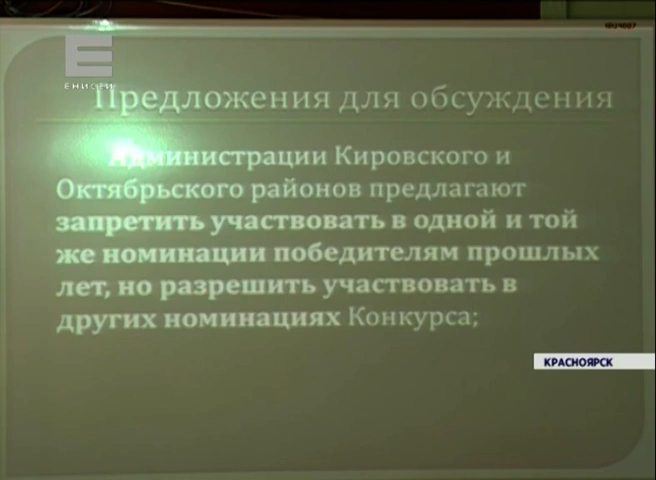 Е
ЕНИСЕЙ
Предложения для обсуждения
Администрации Кировского и
Октябрьского районов предлагают
запретить участвовать в одной и той
же номинации победителям прошлых
лет, но разрешить участвовать в
других номинациях Конкурса;
КРАСНОЯРСК